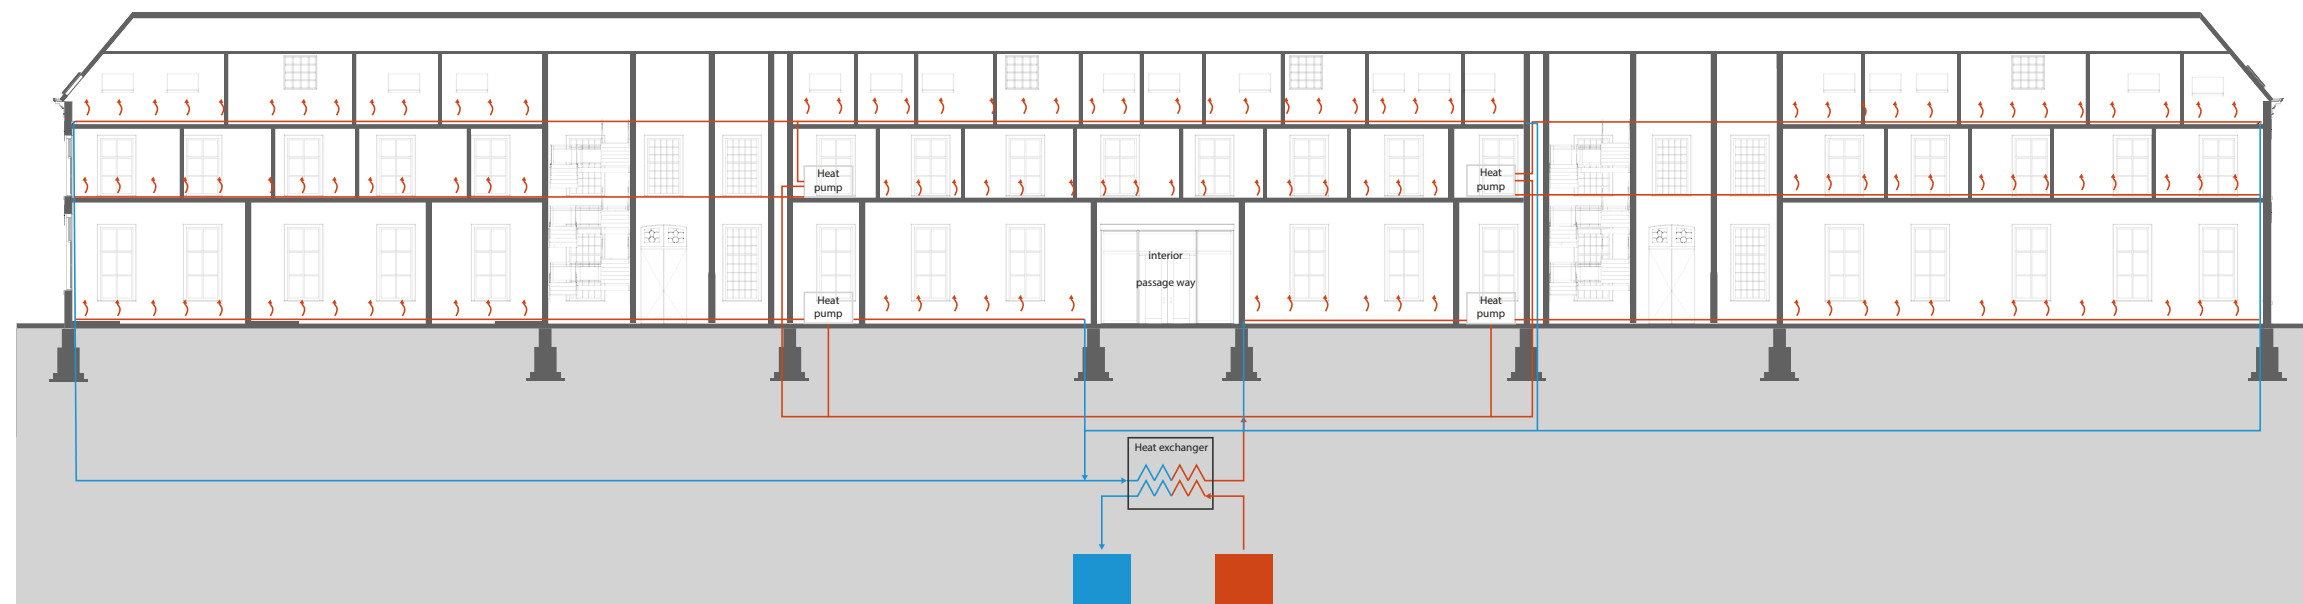 Heat
pump
Heat
pump
interior
passage way
Heat
pump
Heat
pump
Heat exchanger